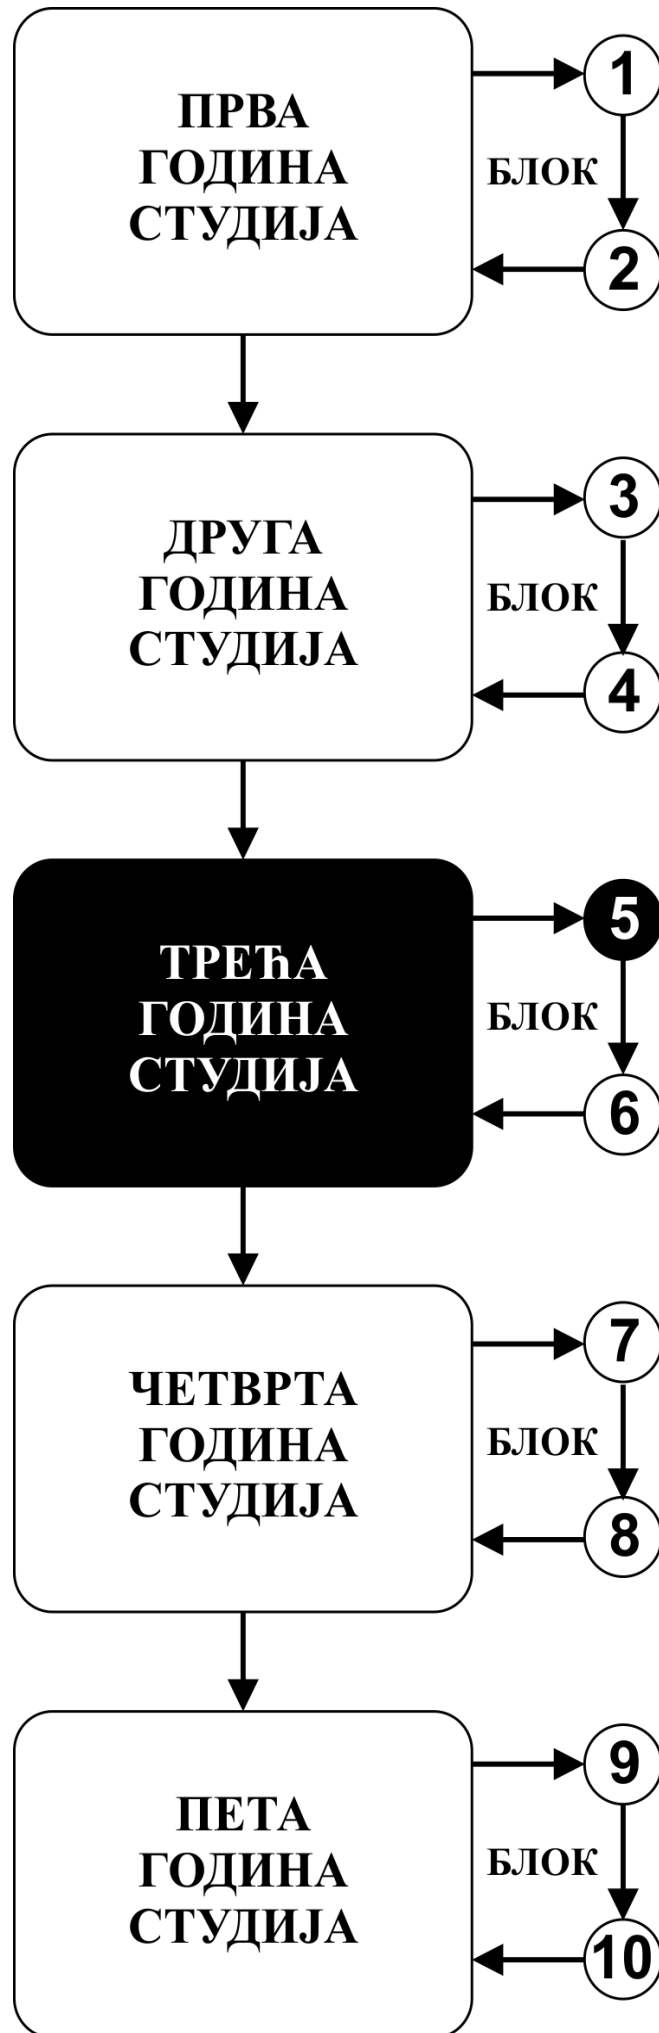 ПРВА
ГОДИНА
СТУДИЈА
1
БЛОК
2
ДРУГА
ГОДИНА
СТУДИЈА
3
БЛОК
4
ТРЕЋА
ГОДИНА
СТУДИЈА
5
БЛОК
6
ЧЕТВРТА
ГОДИНА
СТУДИЈА
7
БЛОК
8
ПЕТА
ГОДИНА
СТУДИЈА
9
БЛОК
10